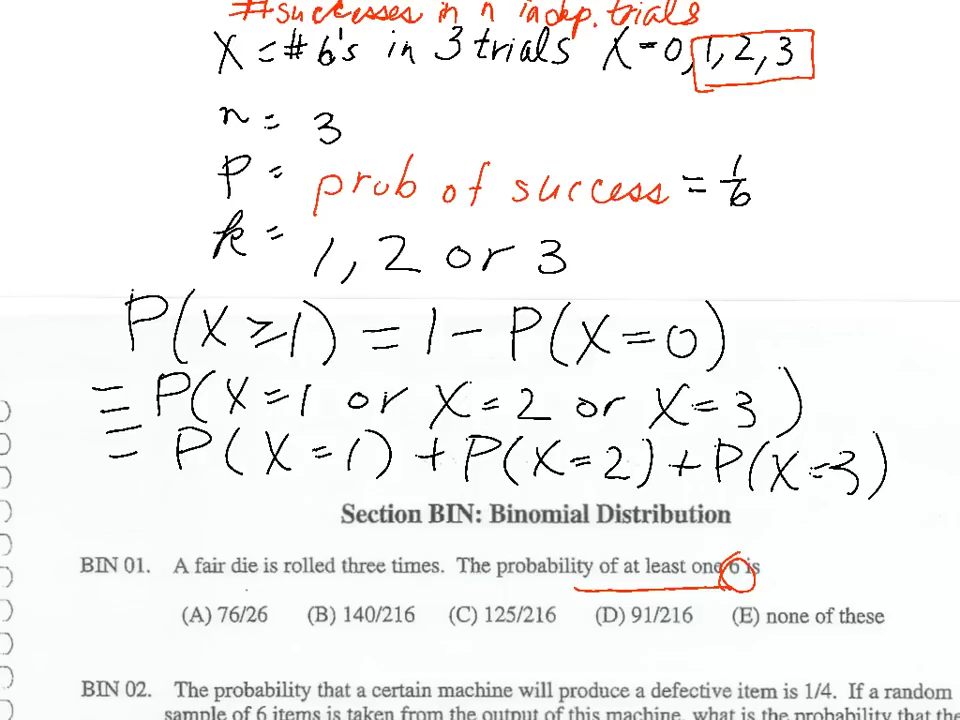 #successes in n indep. trials
X = # 6's in 3 trials X = 0, 1, 2, 3
n = 3
P = prob of success = 1/6
k = 1, 2 or 3
P(X ≥ 1) = 1 - P(X = 0)
= P(X = 1 or X = 2 or X = 3)
= P(X = 1) + P(X = 2) + P(X = 3)
Section BIN: Binomial Distribution
BIN 01. A fair die is rolled three times. The probability of at least one 6 is
(A) 76/26 (B) 140/216 (C) 125/216 (D) 91/216 (E) none of these
BIN 02. The probability that a certain machine will produce a defective item is 1/4. If a random
sample of 6 items is taken from the output of this machine, what is the probability that the